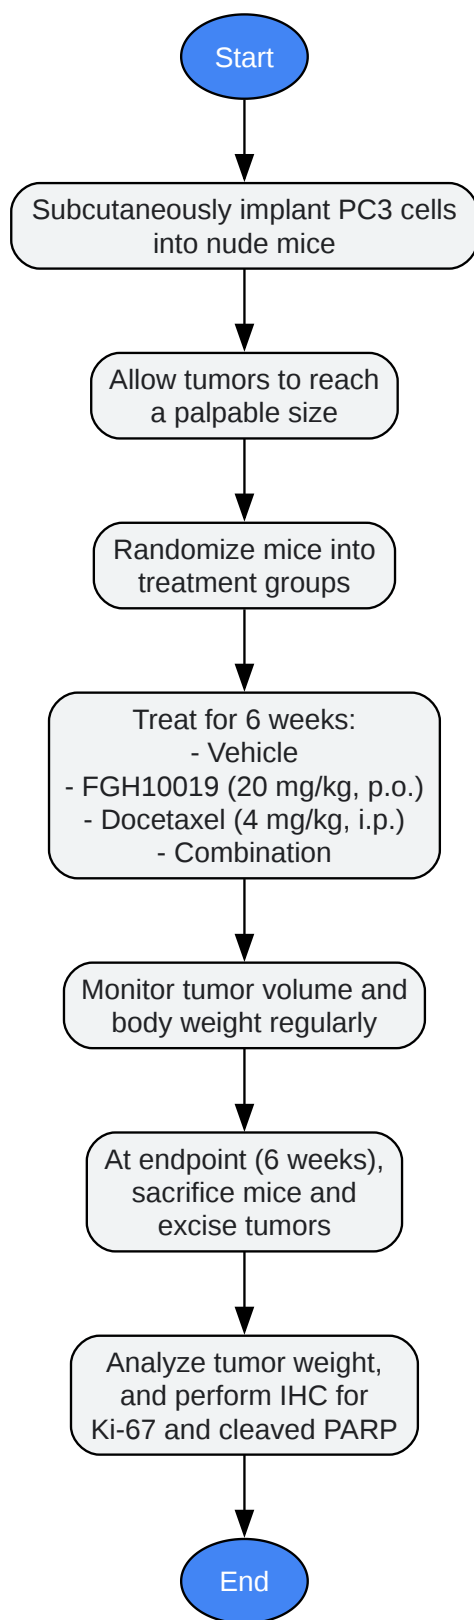 Start
Subcutaneously implant PC3 cells
into nude mice
Allow tumors to reach
a palpable size
Randomize mice into
treatment groups
Treat for 6 weeks:
- Vehicle
- FGH10019 (20 mg/kg, p.o.)
- Docetaxel (4 mg/kg, i.p.)
- Combination
Monitor tumor volume and
body weight regularly
At endpoint (6 weeks),
sacrifice mice and
excise tumors
Analyze tumor weight,
and perform IHC for
Ki-67 and cleaved PARP
End